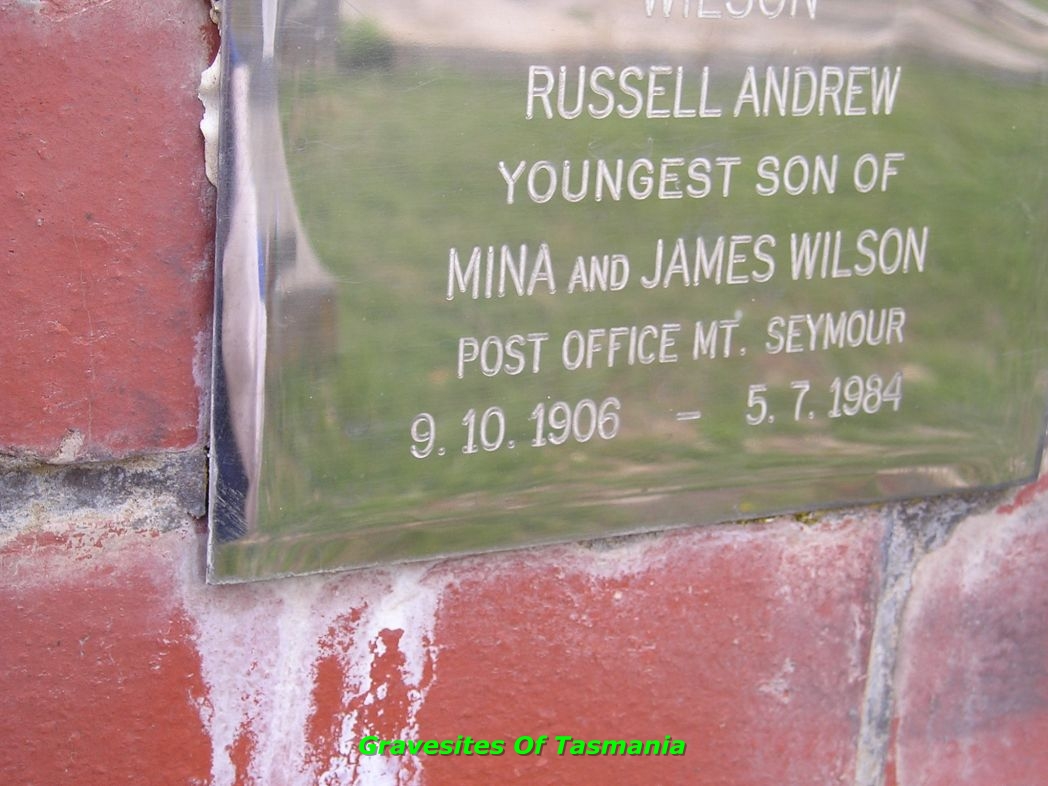 WILSON
RUSSELL ANDREW
YOUNGEST SON OF
MINA AND JAMES WILSON
POST OFFICE MT. SEYMOUR
9. 10. 1906 – 5. 7. 1984
Gravesites Of Tasmania